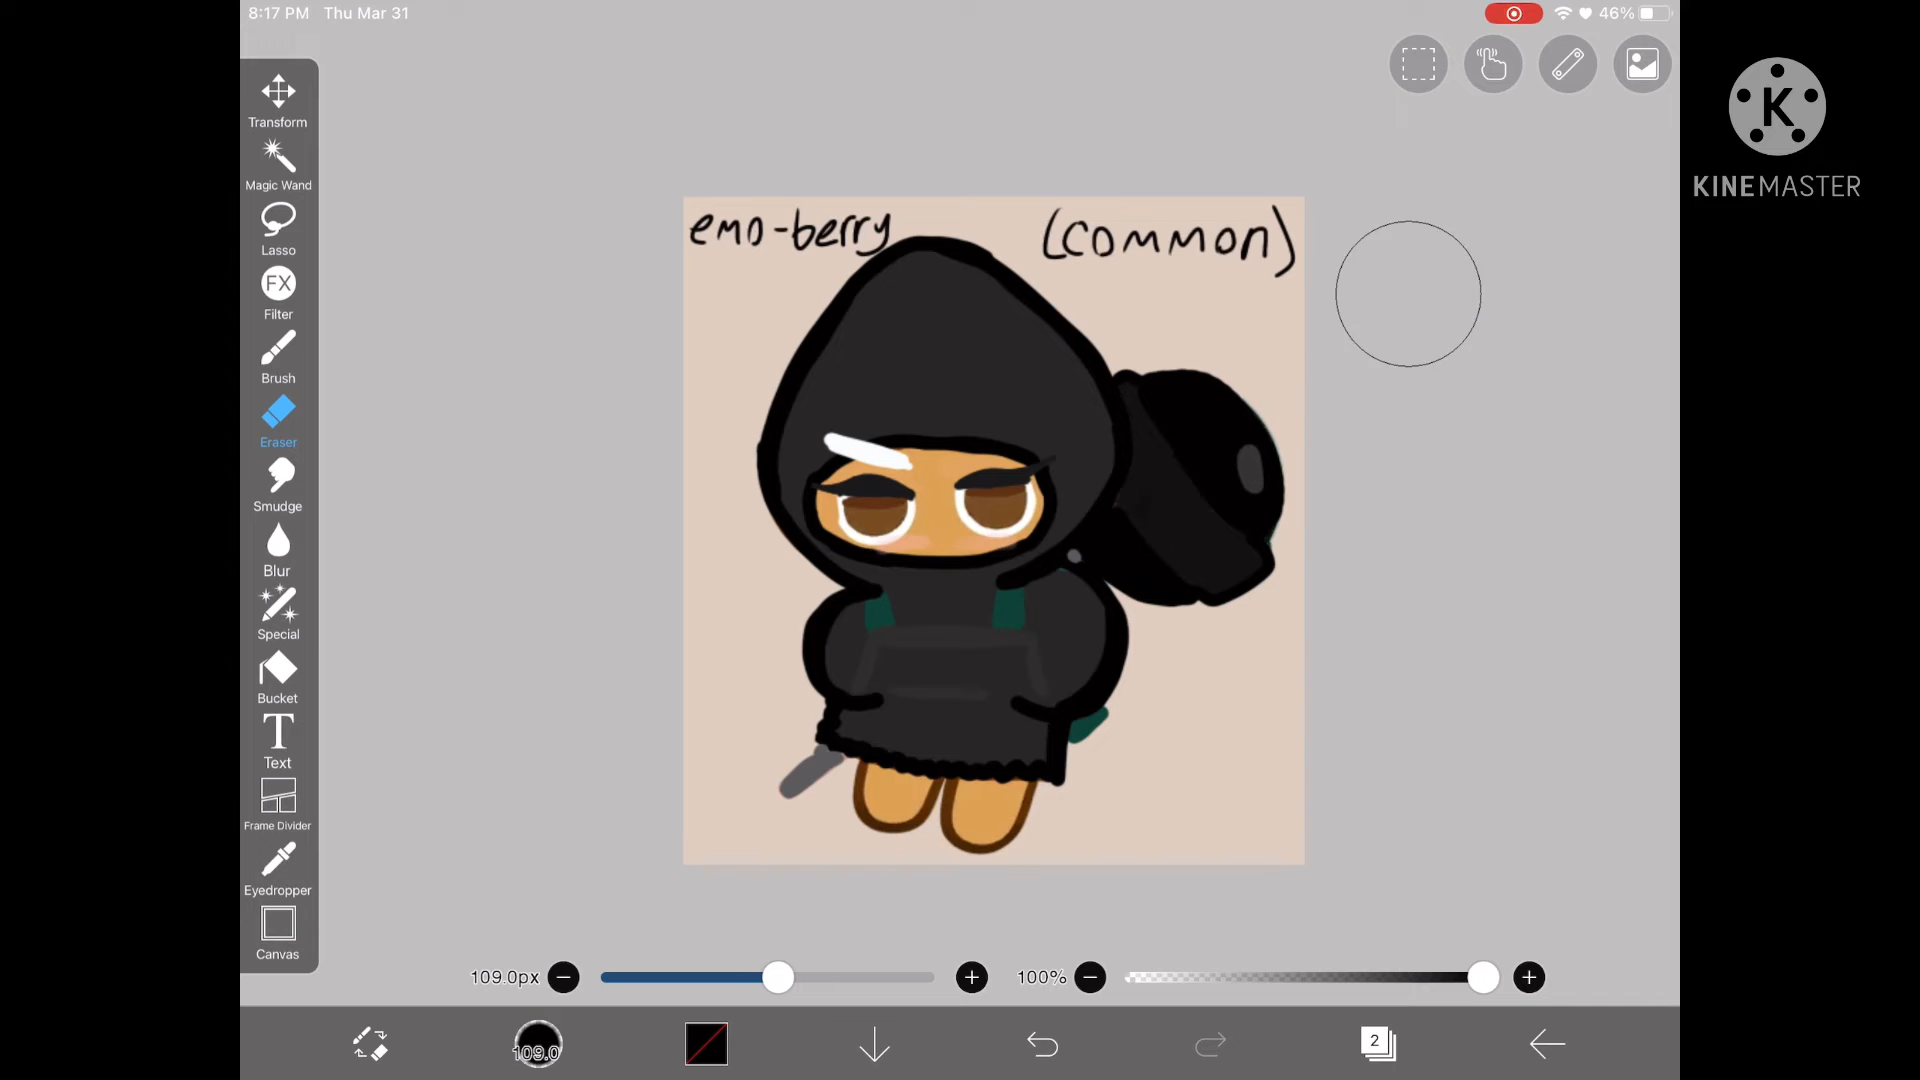 8:17 PM Thu Mar 31
46%
Transform
Magic Wand
Lasso
FX
Filter
Brush
Eraser
Smudge
Blur
Special
Bucket
T
Text
Frame Divider
Eyedropper
Canvas
emo-berry (common)
K
KINEMASTER
109.0px
100%
109.0
2